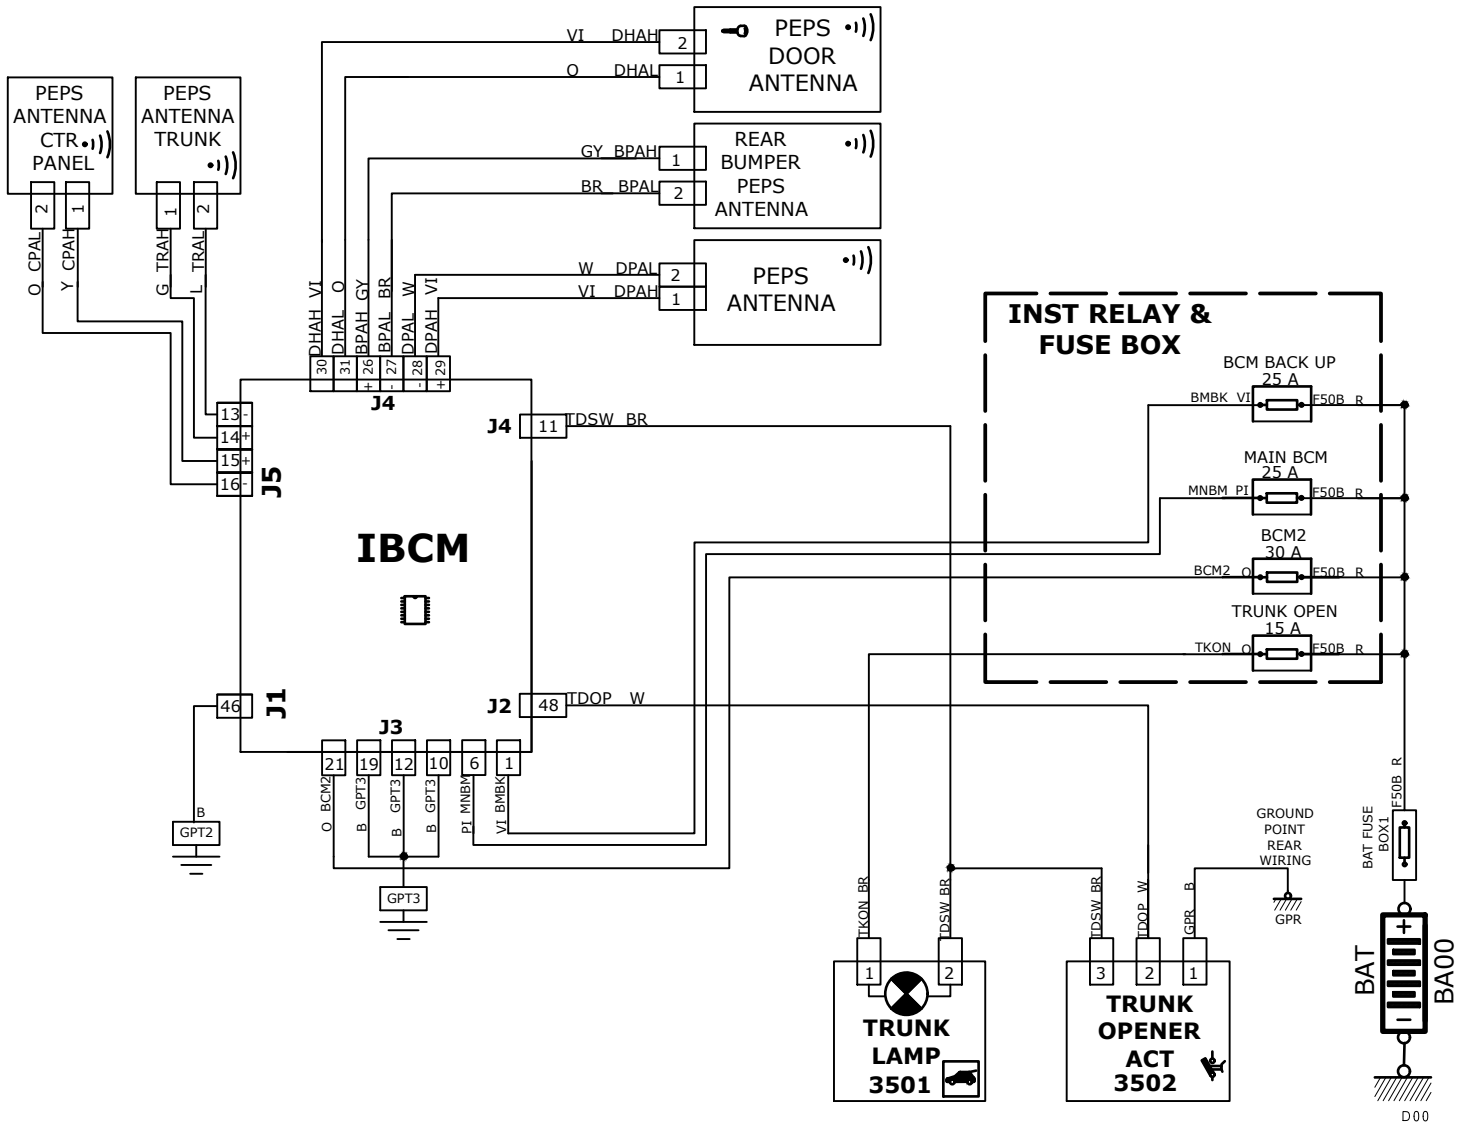 PEPS
ANTENNA
CTR
PANEL
2
1
O CPAL
Y CPAH
PEPS
ANTENNA
TRUNK
1
2
G TRAH
L TRAL
VI DHAH
2
O DHAL
1
PEPS
DOOR
ANTENNA
GY BPAH
1
BR BPAL
2
REAR
BUMPER
PEPS
ANTENNA
W DPAL
2
VI DPAH
1
PEPS
ANTENNA
DHAH VI
DHAL O
BPAH GY
BPAL BR
DPAL W
DPAH VI
30
31
26
+
27
-
28
-
29
+
J4
13 -
14 +
15 +
16 -
J5
J4
11
TDSW BR
IBCM
46
J1
J2
48
TDOP W
J3
21
19
12
10
6
1
O BCM2
B GPT3
B GPT3
B GPT3
PI MNBM
VI BMBK
B
GPT2
GPT3
INST RELAY &
FUSE BOX
BCM BACK UP
25 A
BMBK VI
F50B R
MAIN BCM
25 A
MNBM PI
F50B R
BCM2
30 A
BCM2 O
F50B R
TRUNK OPEN
15 A
TKON O
F50B R
F50B R
BAT FUSE
BOX1
GROUND
POINT
REAR
WIRING
GPR
TKON BR
TDSW BR
TDSW BR
TDOP W
GPR B
1
2
TRUNK
LAMP
3501
3
2
1
TRUNK
OPENER
ACT
3502
+
−
BAT
BA00
D00